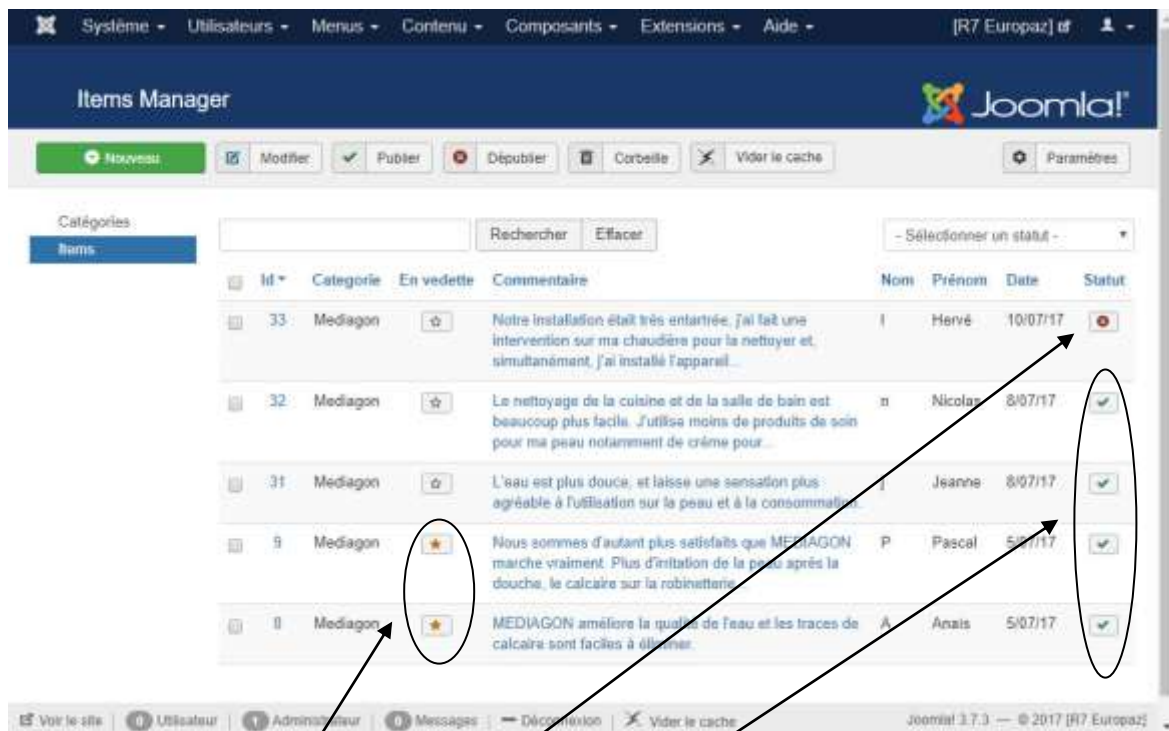 Système Utilisateurs Menus Contenu Composants Extensions Aide [R7 Europaz]
Items Manager Joomla!
Nouveau Modifier Publier Dépublier Corbeille Vider le cache Paramètres
Catégories
Items
Rechercher Effacer - Sélectionner un statut -
Id Categorie En vedette Commentaire Nom Prénom Date Statut
33 Mediagon Notre installation était très entartrée, j'ai fait une I Hervé 10/07/17
intervention sur ma chaudière pour la nettoyer et,
simultanément, j'ai installé l'appareil...
32 Mediagon Le nettoyage de la cuisine et de la salle de bain est n Nicolas 8/07/17
beaucoup plus facile. J'utilise moins de produits de soin
pour ma peau notamment de crème pour...
31 Mediagon L'eau est plus douce, et laisse une sensation plus j Jeanne 8/07/17
agréable à l'utilisation sur la peau et à la consommation.
9 Mediagon Nous sommes d'autant plus satisfaits que MEDIAGON P Pascal 5/07/17
marche vraiment. Plus d'irritation de la peau après la
douche, le calcaire sur la robinetterie...
8 Mediagon MEDIAGON améliore la qualité de l'eau et les traces de A Anais 5/07/17
calcaire sont faciles à éliminer.
Voir le site 0 Utilisateur 1 Administrateur 0 Messages Déconnexion Vider le cache Joomla! 3.7.3 — © 2017 [R7 Europaz]